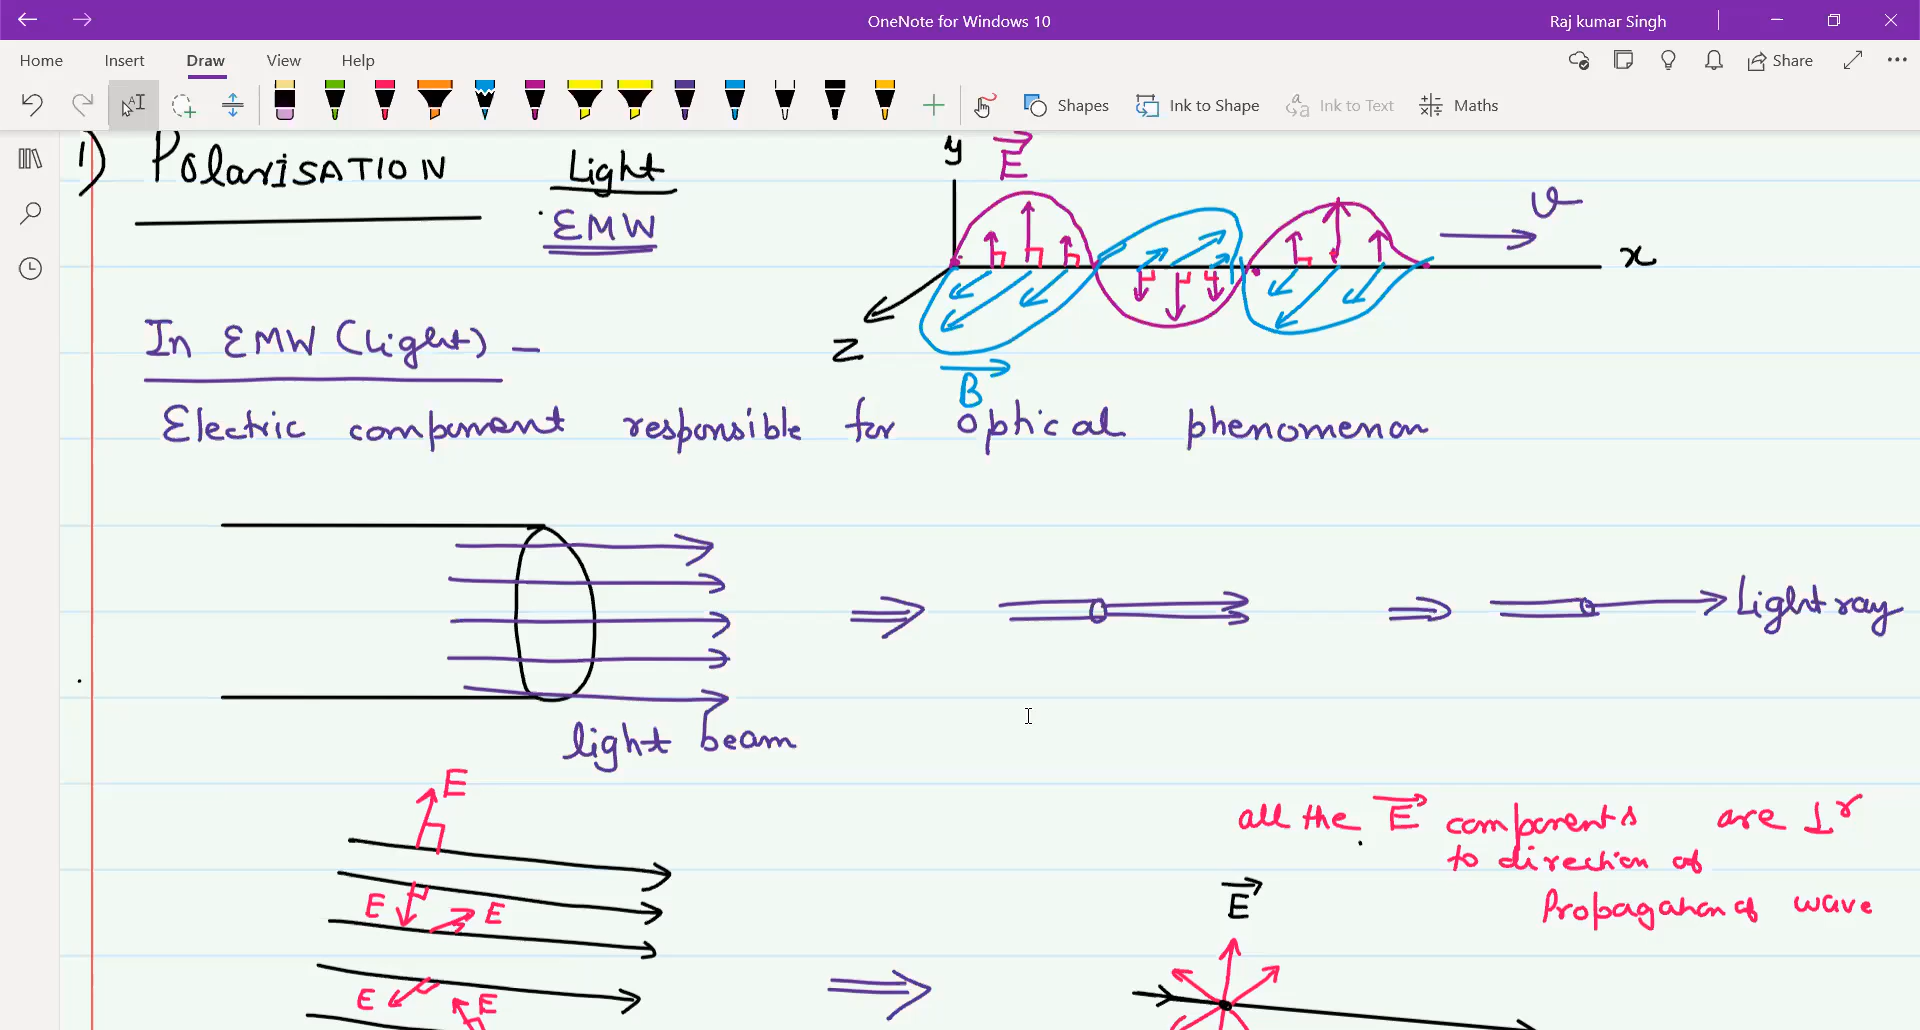 OneNote for Windows 10
Raj kumar Singh
Home Insert Draw View Help
Share
Shapes Ink to Shape Ink to Text Maths
1) PolarisATION
Light
EMW
y
E
v
x
Z
B
In EMW (Light) –
Electric component responsible for optical phenomenon
Light ray
light beam
E
all the E components are ⊥r
to direction of
Propagation of wave
E
E
E
E
E